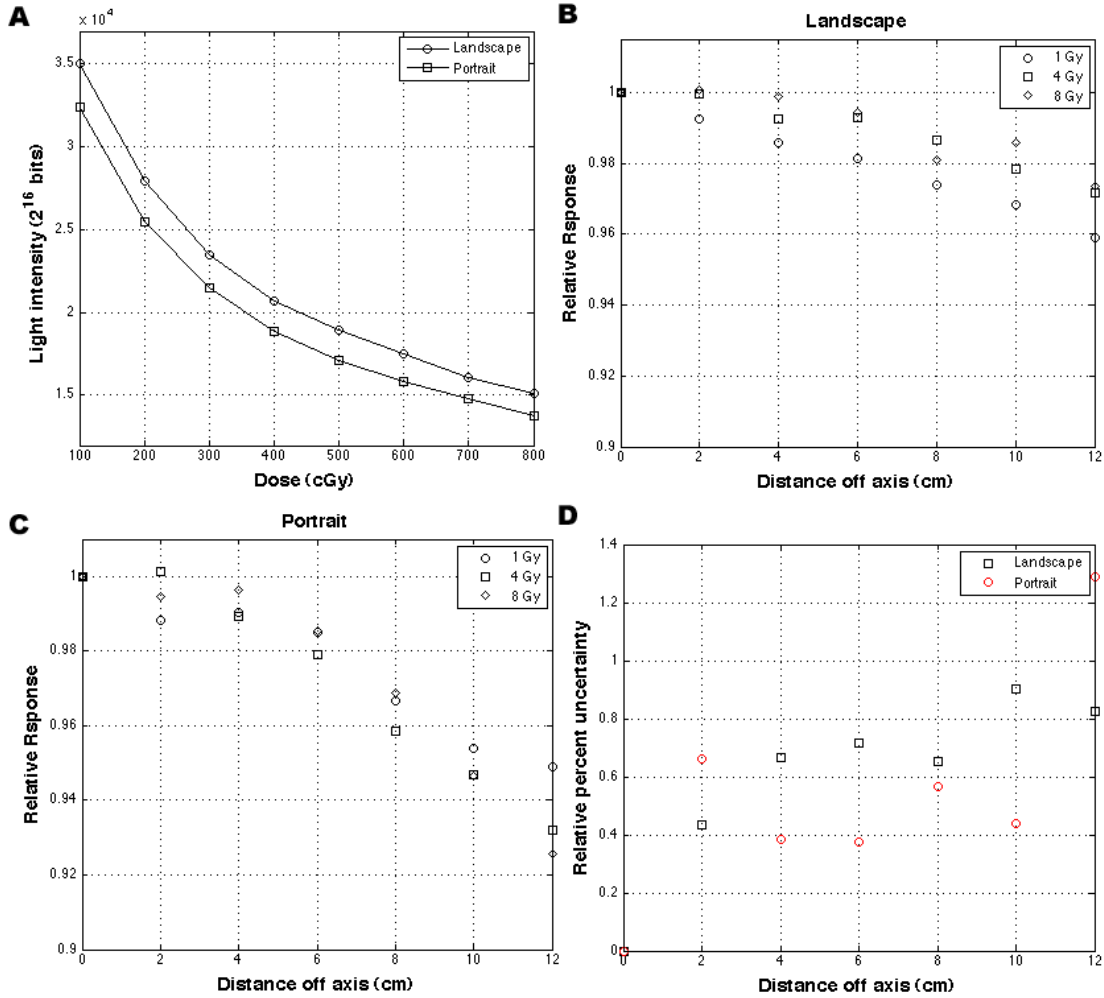 A
× 10^4
Landscape
Portrait
3.5
3
2.5
2
1.5
100 200 300 400 500 600 700 800
Light intensity (2^16 bits)
Dose (cGy)
B
Landscape
1 Gy
4 Gy
8 Gy
1
0.98
0.96
0.94
0.92
0.9
0 2 4 6 8 10 12
Relative Rsponse
Distance off axis (cm)
C
Portrait
1 Gy
4 Gy
8 Gy
1
0.98
0.96
0.94
0.92
0.9
0 2 4 6 8 10 12
Relative Rsponse
Distance off axis (cm)
D
Landscape
Portrait
1.4
1.2
1
0.8
0.6
0.4
0.2
0
0 2 4 6 8 10 12
Relative percent uncertainty
Distance off axis (cm)